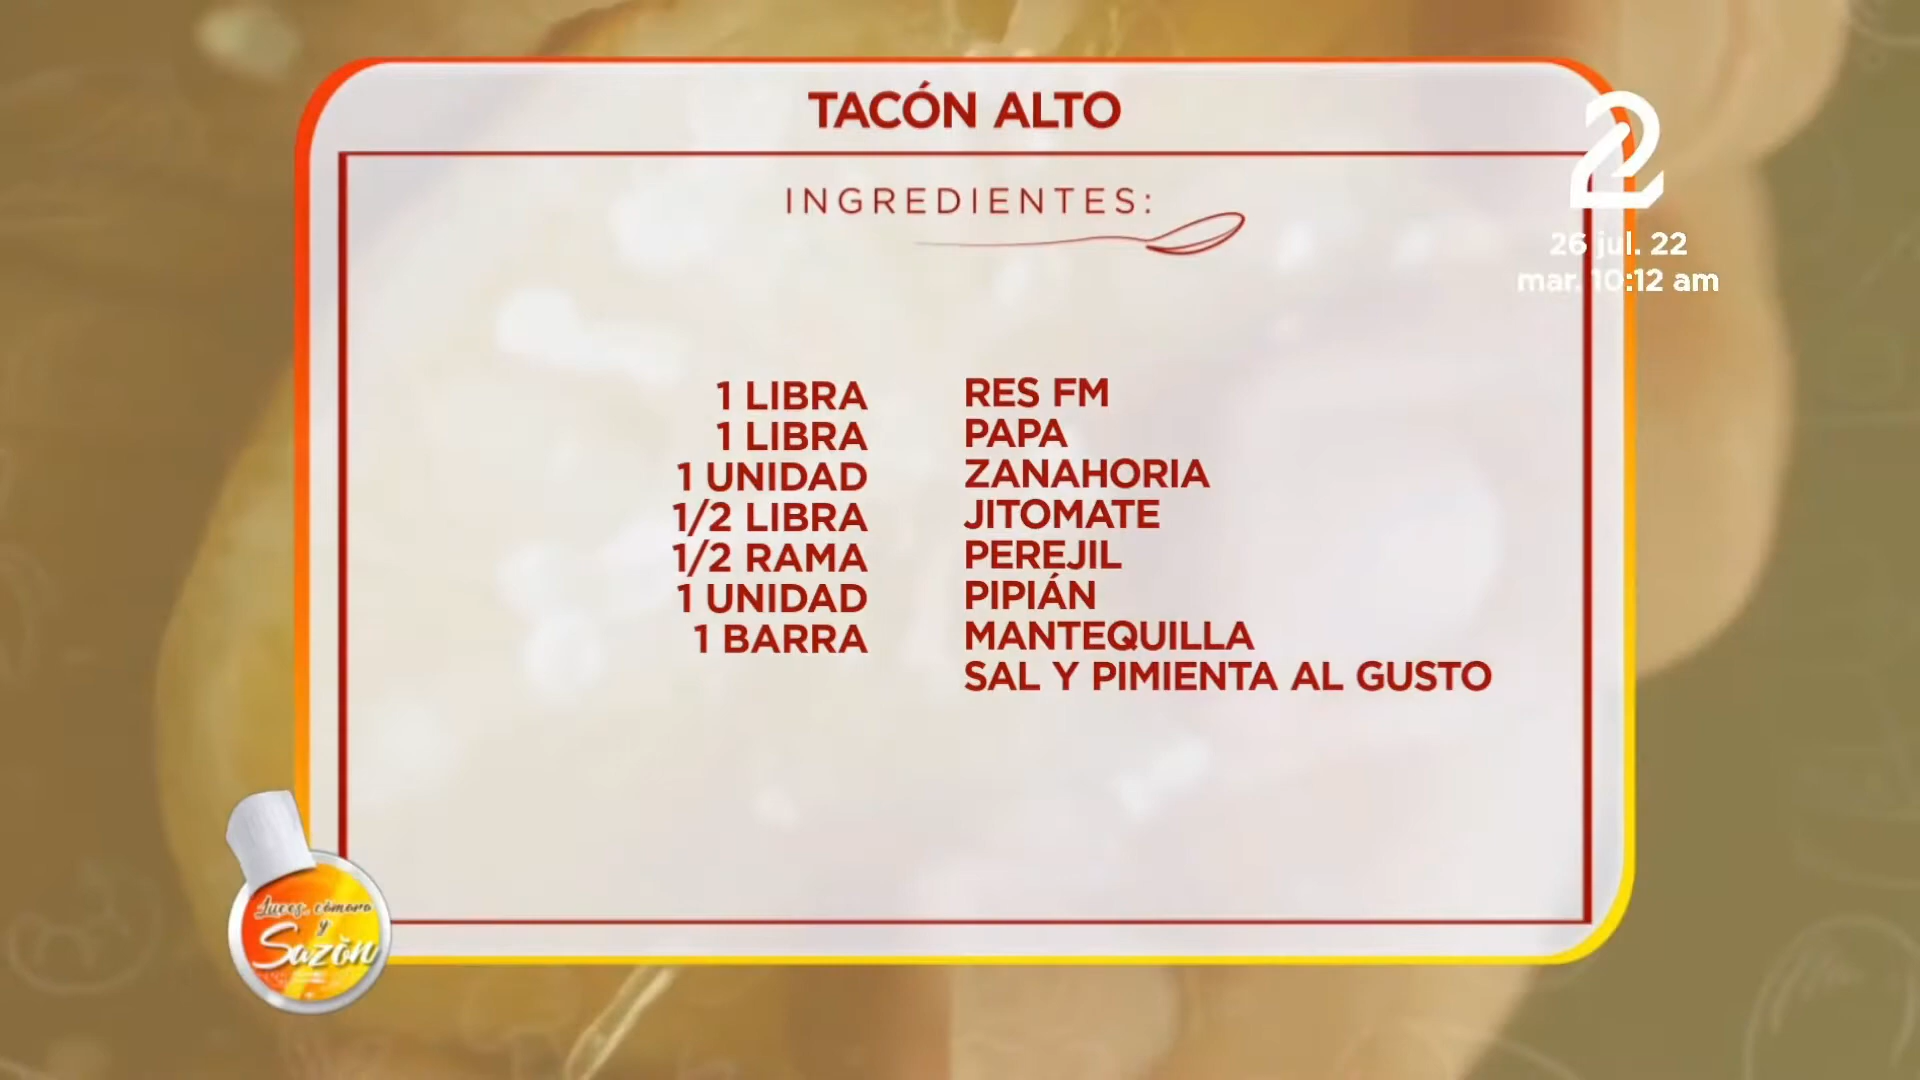 TACÓN ALTO
INGREDIENTES:
2
26 jul. 22
mar. 10:12 am
1 LIBRA RES FM
1 LIBRA PAPA
1 UNIDAD ZANAHORIA
1/2 LIBRA JITOMATE
1/2 RAMA PEREJIL
1 UNIDAD PIPIÁN
1 BARRA MANTEQUILLA
SAL Y PIMIENTA AL GUSTO
Luces, cámara
y
Sazón